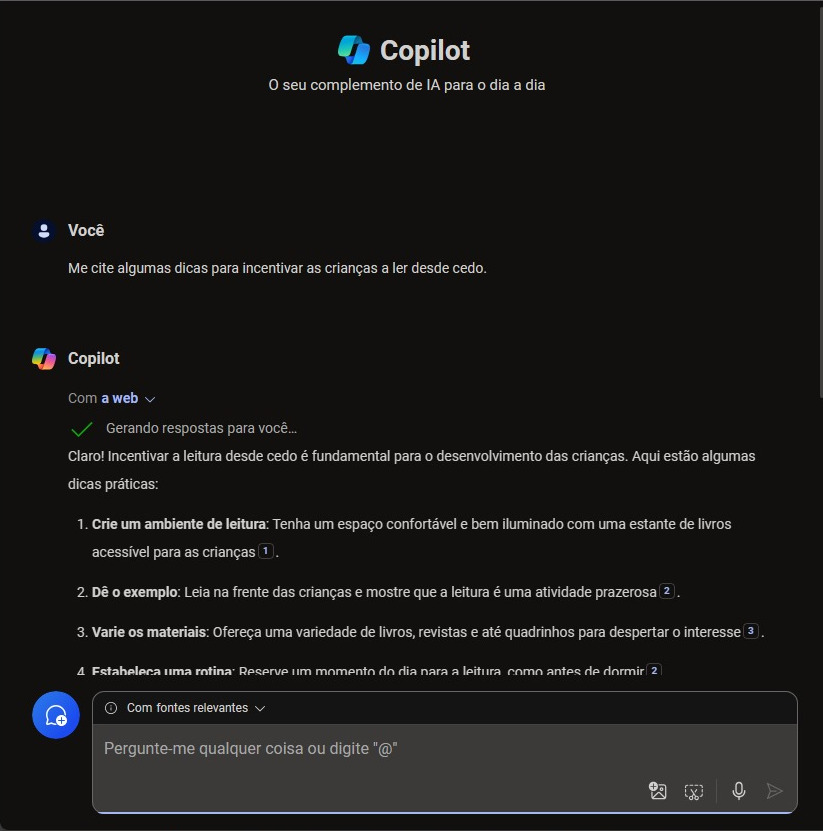 Copilot
O seu complemento de IA para o dia a dia
Você
Me cite algumas dicas para incentivar as crianças a ler desde cedo.
Copilot
Com a web
Gerando respostas para você...
Claro! Incentivar a leitura desde cedo é fundamental para o desenvolvimento das crianças. Aqui estão algumas
dicas práticas:
1. Crie um ambiente de leitura: Tenha um espaço confortável e bem iluminado com uma estante de livros
acessível para as crianças 1.
2. Dê o exemplo: Leia na frente das crianças e mostre que a leitura é uma atividade prazerosa 2.
3. Varie os materiais: Ofereça uma variedade de livros, revistas e até quadrinhos para despertar o interesse 3.
4. Estabeleça uma rotina: Reserve um momento do dia para a leitura, como antes de dormir 2
Com fontes relevantes
Pergunte-me qualquer coisa ou digite "@"